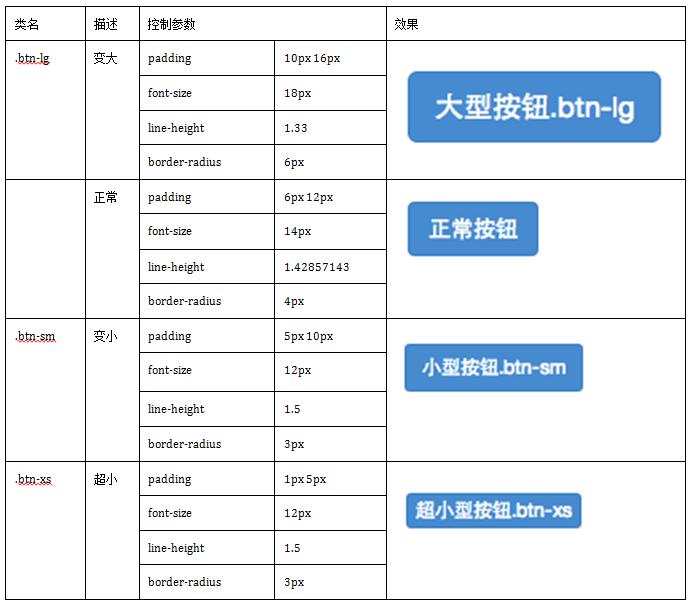 类名 描述 控制参数 效果
.btn-lg 变大 padding 10px 16px
font-size 18px
大型按钮.btn-lg
line-height 1.33
border-radius 6px
正常 padding 6px 12px
font-size 14px
正常按钮
line-height 1.42857143
border-radius 4px
.btn-sm 变小 padding 5px 10px
font-size 12px
小型按钮.btn-sm
line-height 1.5
border-radius 3px
.btn-xs 超小 padding 1px 5px
font-size 12px
超小型按钮.btn-xs
line-height 1.5
border-radius 3px